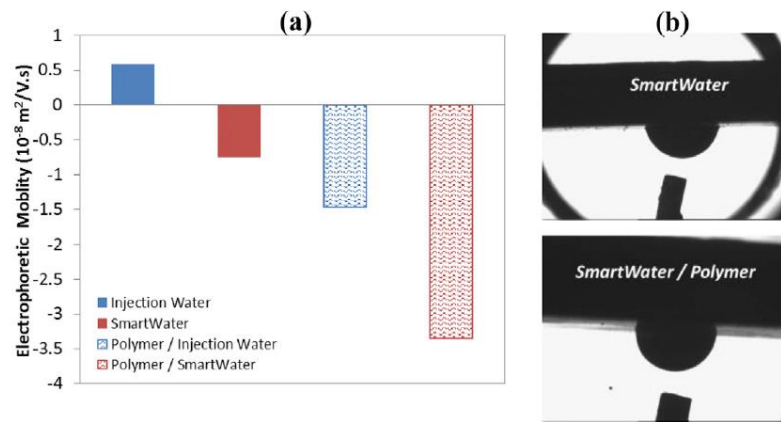 (a)
(b)
Electrophoretic Moblity (10⁻⁸ m²/V.s)
1
0.5
0
-0.5
-1
-1.5
-2
-2.5
-3
-3.5
-4
Injection Water
SmartWater
Polymer / Injection Water
Polymer / SmartWater
SmartWater
SmartWater / Polymer